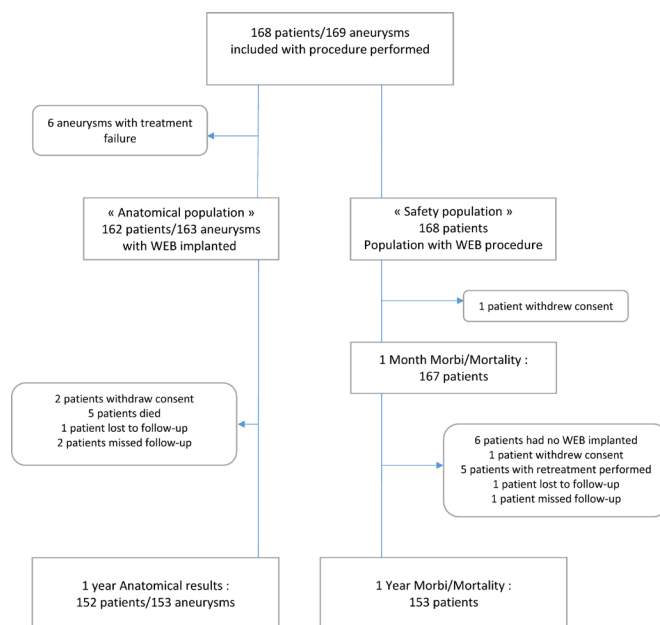 168 patients/169 aneurysms
included with procedure performed
6 aneurysms with treatment
failure
« Anatomical population »
162 patients/163 aneurysms
with WEB implanted
« Safety population »
168 patients
Population with WEB procedure
1 patient withdrew consent
1 Month Morbi/Mortality :
167 patients
2 patients withdraw consent
5 patients died
1 patient lost to follow-up
2 patients missed follow-up
6 patients had no WEB implanted
1 patient withdrew consent
5 patients with retreatment performed
1 patient lost to follow-up
1 patient missed follow-up
1 year Anatomical results :
152 patients/153 aneurysms
1 Year Morbi/Mortality :
153 patients